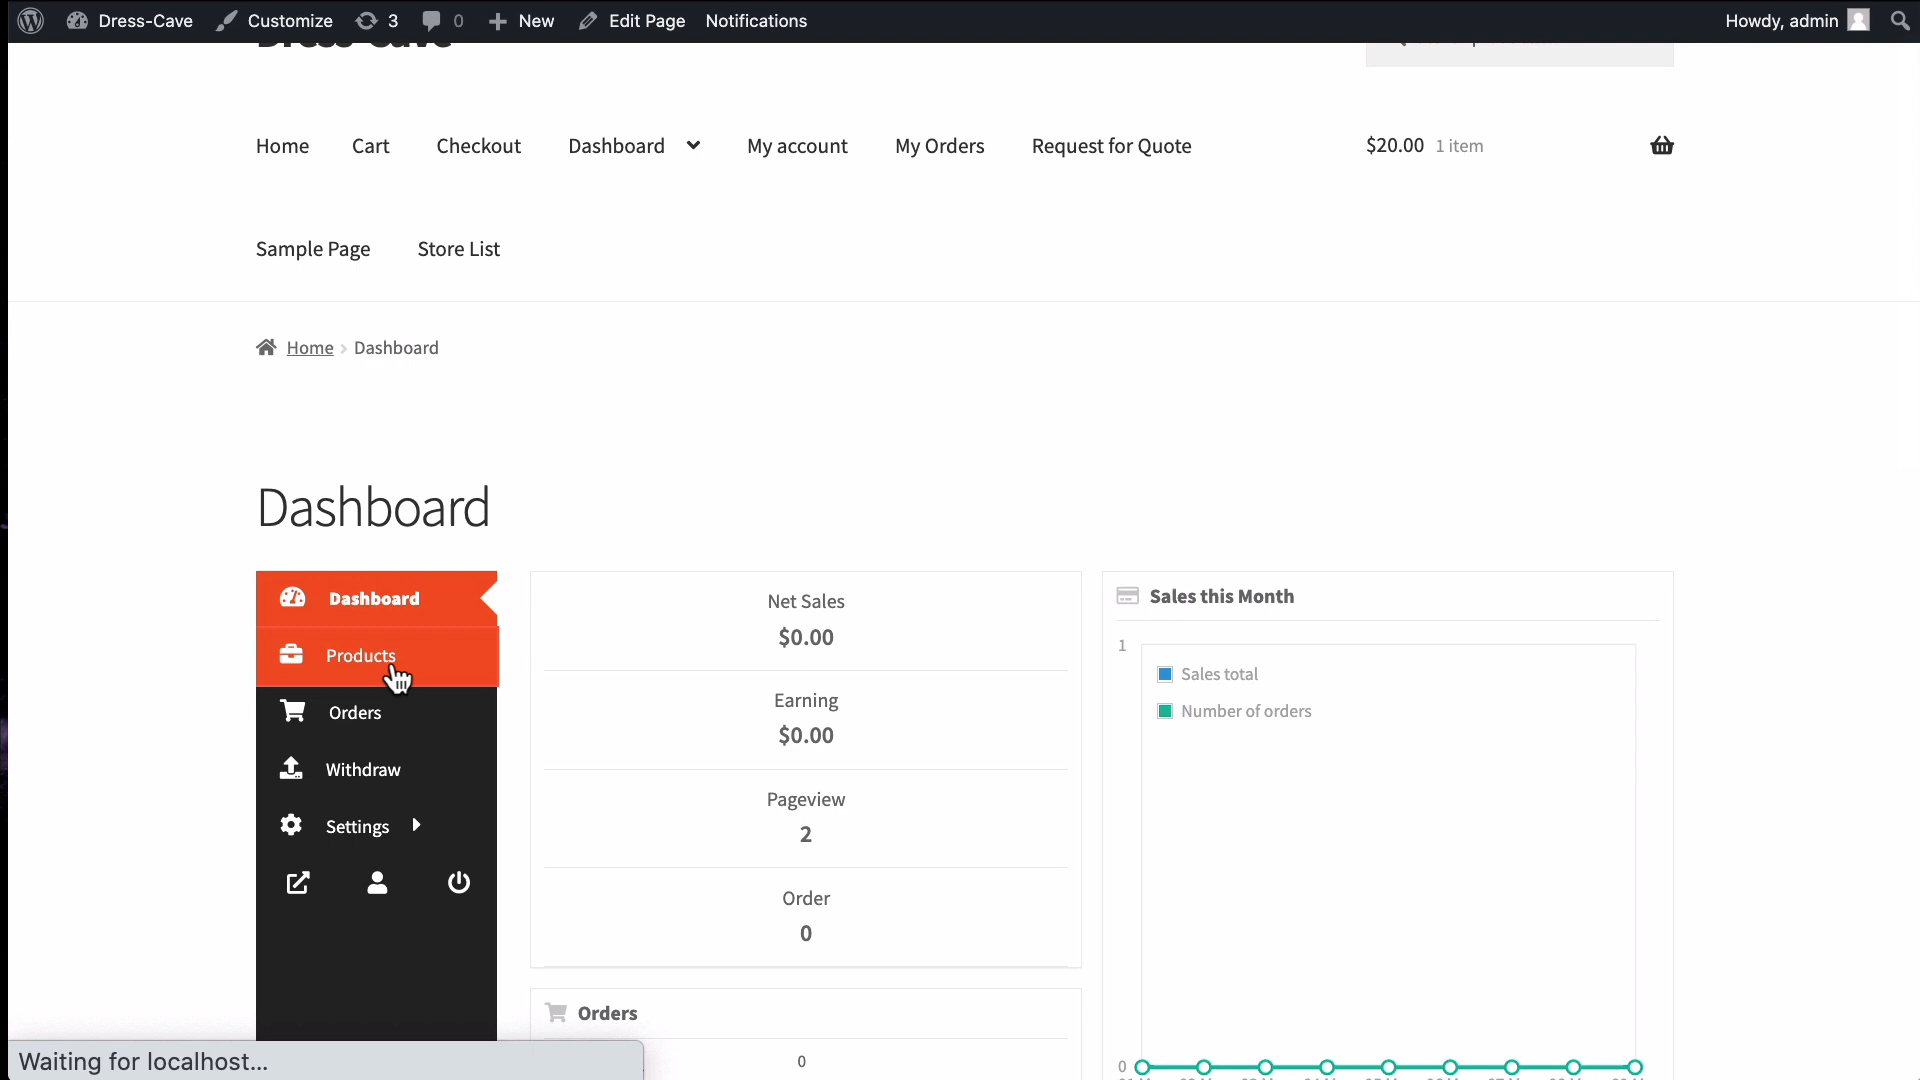 Dress-Cave Customize 3 0 New Edit Page Notifications Howdy, admin
Dress-Cave
Home Cart Checkout Dashboard My account My Orders Request for Quote $20.00 1 item
Sample Page Store List
Home Dashboard
Dashboard
Dashboard
Products
Orders
Withdraw
Settings
Net Sales
$0.00
Earning
$0.00
Pageview
2
Order
0
Orders
0
Sales this Month
1
Sales total
Number of orders
0
Waiting for localhost...